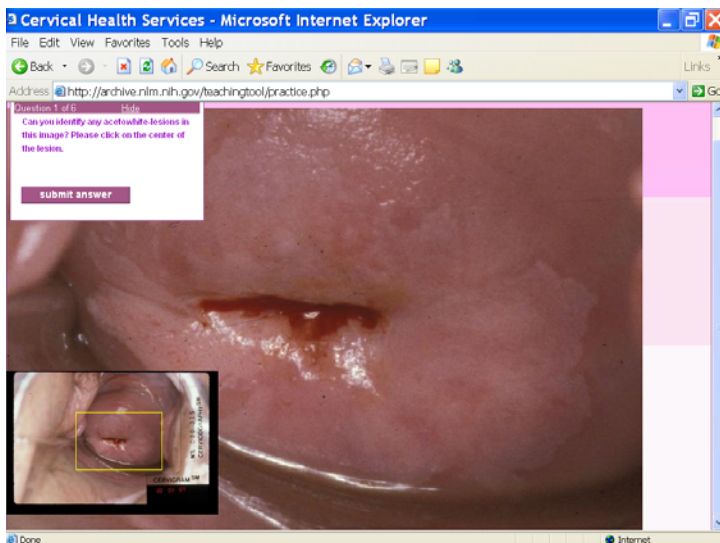 Cervical Health Services - Microsoft Internet Explorer
File Edit View Favorites Tools Help
Back Search Favorites Links
Address http://archive.nlm.nih.gov/teachingtool/practice.php Go
Question 1 of 6 Hide
Can you identify any acetowhite-lesions in
this image? Please click on the center of
the lesion.
submit answer
CERVIGRAM SM
Done Internet